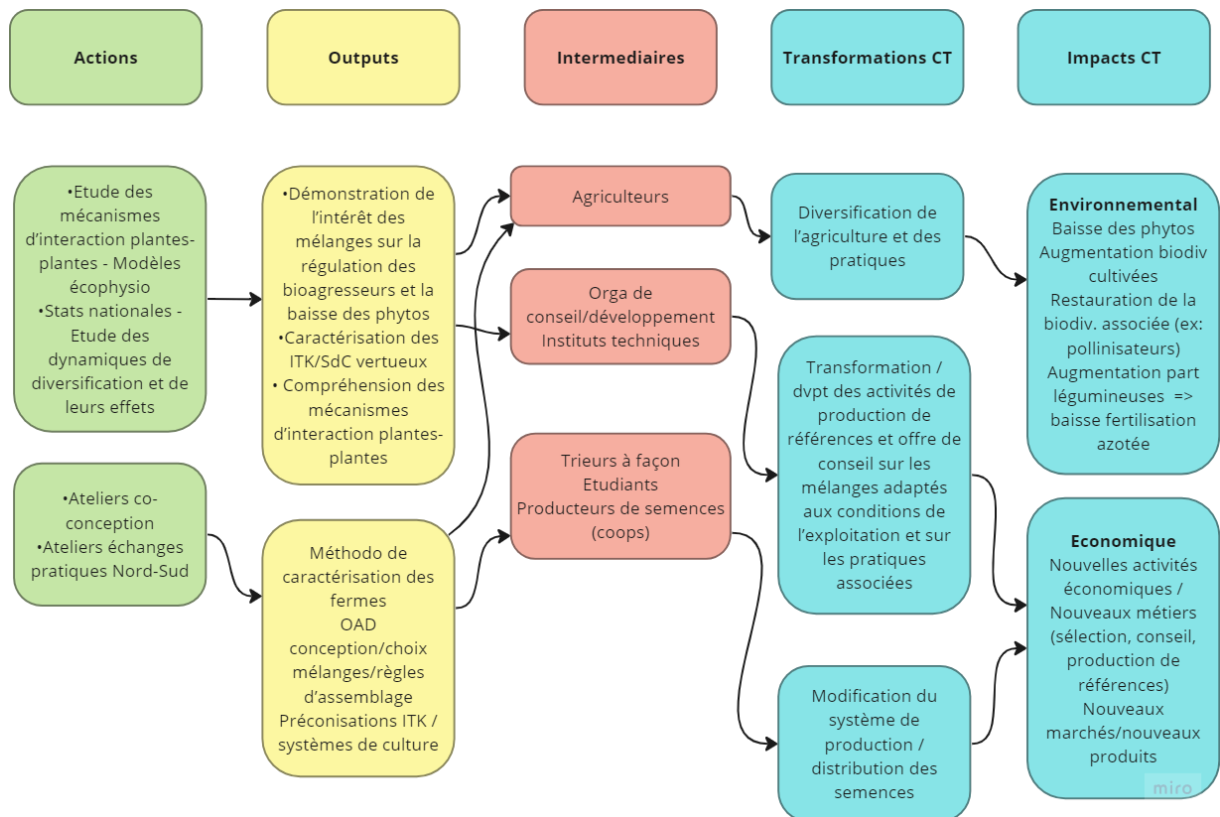 Actions
Outputs
Intermediaires
Transformations CT
Impacts CT
•Etude des
mécanismes
d’interaction plantes-
plantes - Modèles
écophysio
•Stats nationales -
Etude des
dynamiques de
diversification et de
leurs effets
•Ateliers co-
conception
•Ateliers échanges
pratiques Nord-Sud
•Démonstration de
l’intérêt des
mélanges sur la
régulation des
bioagresseurs et la
baisse des phytos
•Caractérisation des
ITK/SdC vertueux
• Compréhension des
mécanismes
d’interaction plantes-
plantes
Méthodo de
caractérisation des
fermes
OAD
conception/choix
mélanges/règles
d’assemblage
Préconisations ITK /
systèmes de culture
Agriculteurs
Orga de
conseil/développement
Instituts techniques
Trieurs à façon
Etudiants
Producteurs de semences
(coops)
Diversification de
l’agriculture et des
pratiques
Transformation /
dvpt des activités de
production de
références et offre de
conseil sur les
mélanges adaptés
aux conditions de
l’exploitation et sur
les pratiques
associées
Modification du
système de
production /
distribution des
semences
Environnemental
Baisse des phytos
Augmentation biodiv
cultivées
Restauration de la
biodiv. associée (ex:
pollinisateurs)
Augmentation part
légumineuses =>
baisse fertilisation
azotée
Economique
Nouvelles activités
économiques /
Nouveaux métiers
(sélection, conseil,
production de
références)
Nouveaux
marchés/nouveaux
produits
miro